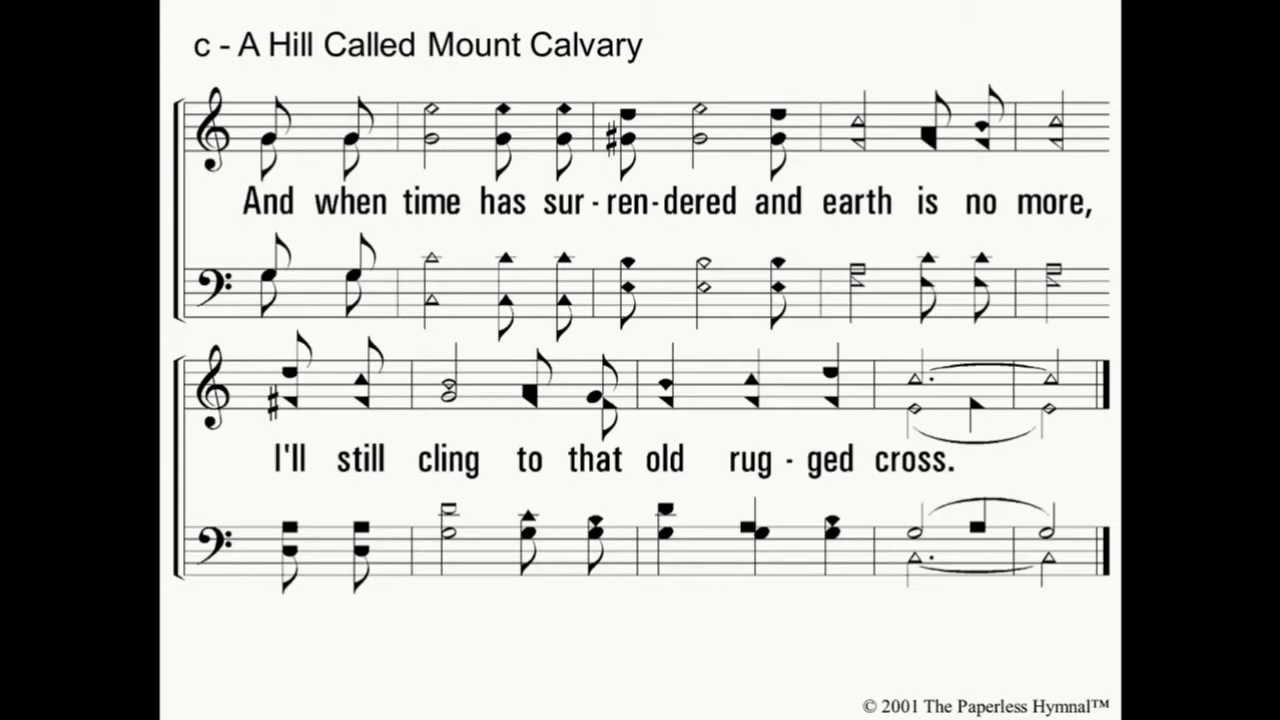 c - A Hill Called Mount Calvary
And when time has sur - ren - dered and earth is no more,
I'll still cling to that old rug - ged cross.
© 2001 The Paperless Hymnal™